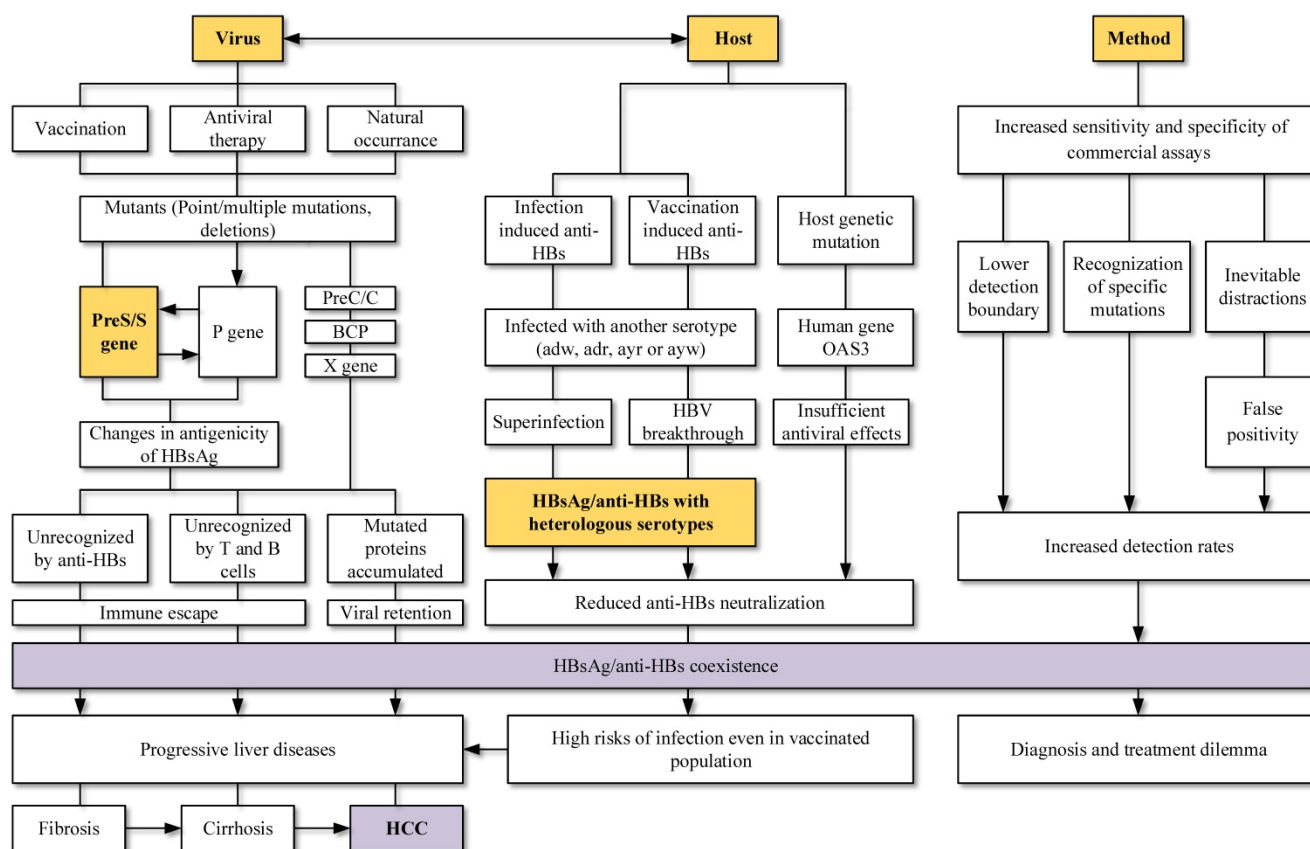 Virus
Host
Method
Vaccination
Antiviral
therapy
Natural
occurrance
Increased sensitivity and specificity of
commercial assays
Mutants (Point/multiple mutations,
deletions)
Infection
induced anti-
HBs
Vaccination
induced anti-
HBs
Host genetic
mutation
Lower
detection
boundary
Recognization
of specific
mutations
Inevitable
distractions
PreS/S
gene
P gene
PreC/C
BCP
X gene
Infected with another serotype
(adw, adr, ayr or ayw)
Human gene
OAS3
Superinfection
HBV
breakthrough
Insufficient
antiviral effects
False
positivity
Changes in antigenicity
of HBsAg
HBsAg/anti-HBs with
heterologous serotypes
Unrecognized
by anti-HBs
Unrecognized
by T and B
cells
Mutated
proteins
accumulated
Increased detection rates
Immune escape
Viral retention
Reduced anti-HBs neutralization
HBsAg/anti-HBs coexistence
Progressive liver diseases
High risks of infection even in vaccinated
population
Diagnosis and treatment dilemma
Fibrosis
Cirrhosis
HCC